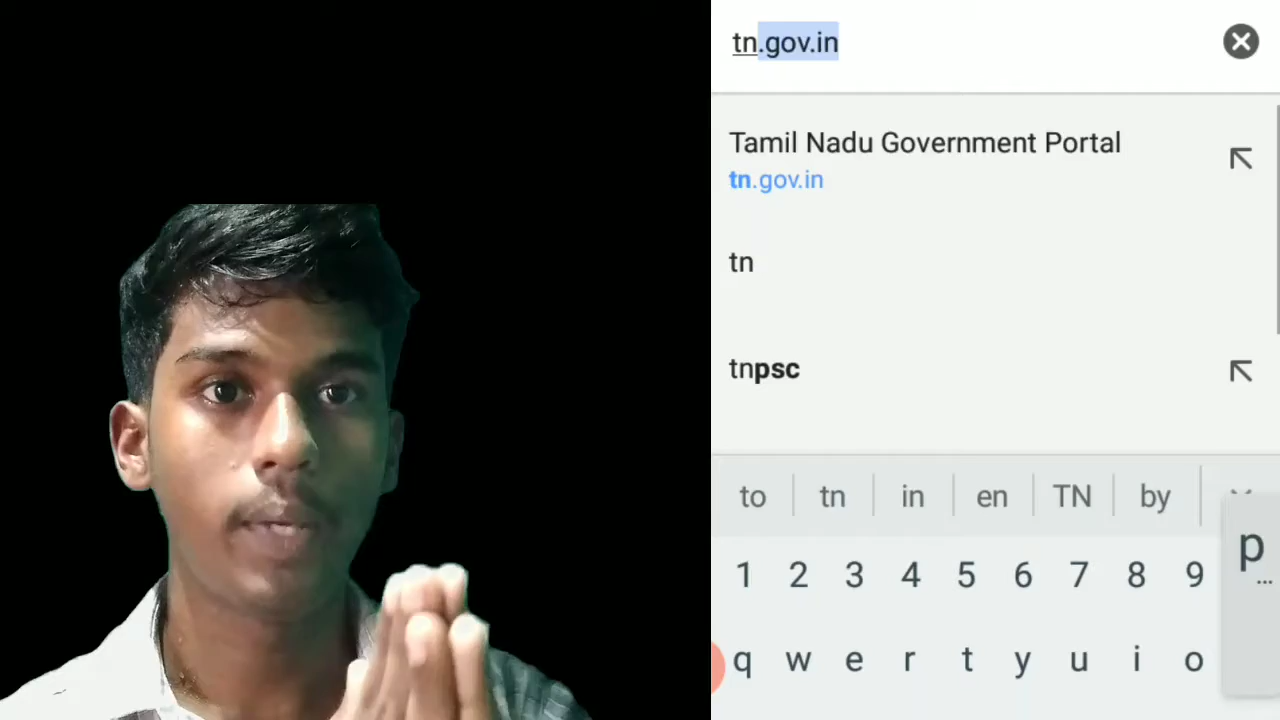 tn.gov.in
Tamil Nadu Government Portal
tn.gov.in
tn
tnpsc
to tn in en TN by
1 2 3 4 5 6 7 8 9
p
q w e r t y u i o